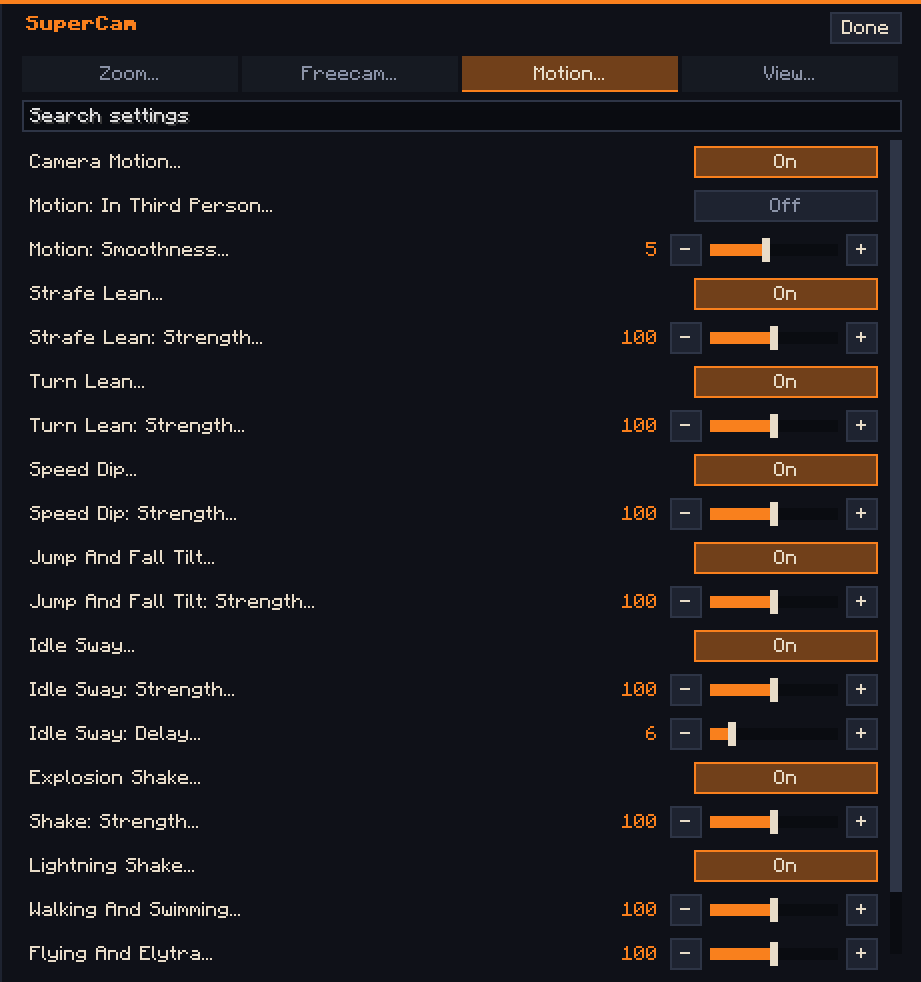 SuperCam
Done
Zoom... Freecam... Motion... View...
Search settings
Camera Motion... On
Motion: In Third Person... Off
Motion: Smoothness... 5 - +
Strafe Lean... On
Strafe Lean: Strength... 100 - +
Turn Lean... On
Turn Lean: Strength... 100 - +
Speed Dip... On
Speed Dip: Strength... 100 - +
Jump And Fall Tilt... On
Jump And Fall Tilt: Strength... 100 - +
Idle Sway... On
Idle Sway: Strength... 100 - +
Idle Sway: Delay... 6 - +
Explosion Shake... On
Shake: Strength... 100 - +
Lightning Shake... On
Walking And Swimming... 100 - +
Flying And Elytra... 100 - +